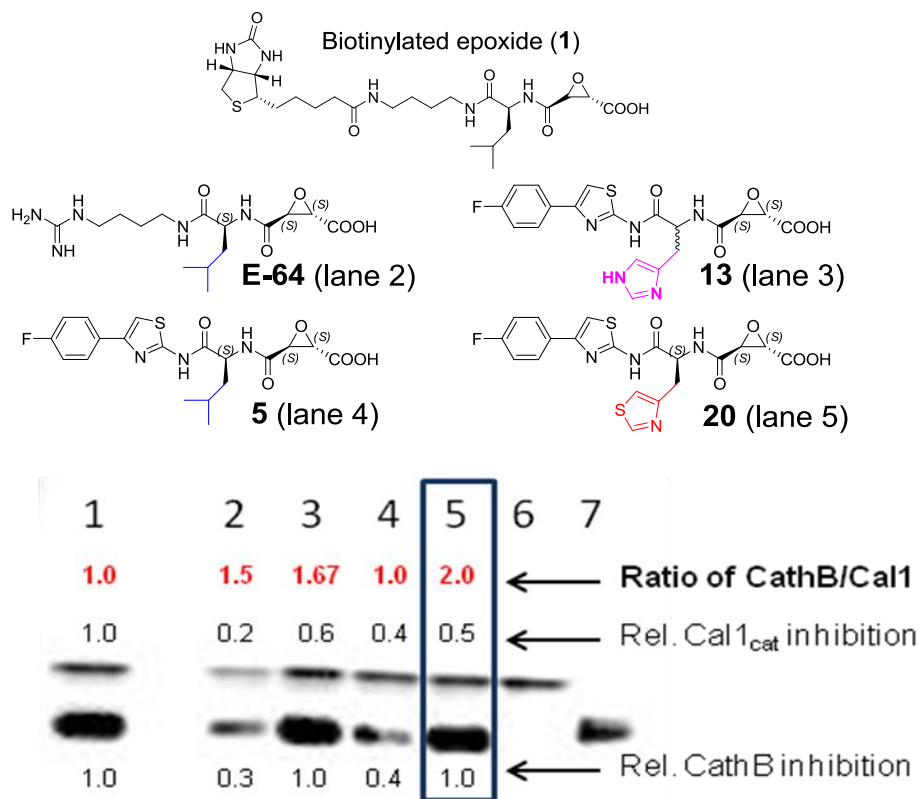 Biotinylated epoxide (1)
O
HN NH
H H
S
O
H
N
N
H
O
H
N
O
O
COOH
H2N
NH
H
N
N
H
O
(S)
H
N
O
O
(S)
(S)
COOH
E-64 (lane 2)
F
S
N
NH
O
H
N
O
O
(S)
(S)
COOH
HN
N
13 (lane 3)
F
S
N
NH
O
(S)
H
N
O
O
(S)
(S)
COOH
5 (lane 4)
F
S
N
NH
O
(S)
H
N
O
O
(S)
(S)
COOH
S
N
20 (lane 5)
1 2 3 4 5 6 7
1.0 1.5 1.67 1.0 2.0 Ratio of CathB/Cal1
1.0 0.2 0.6 0.4 0.5 Rel. Cal1cat inhibition
1.0 0.3 1.0 0.4 1.0 Rel. CathB inhibition